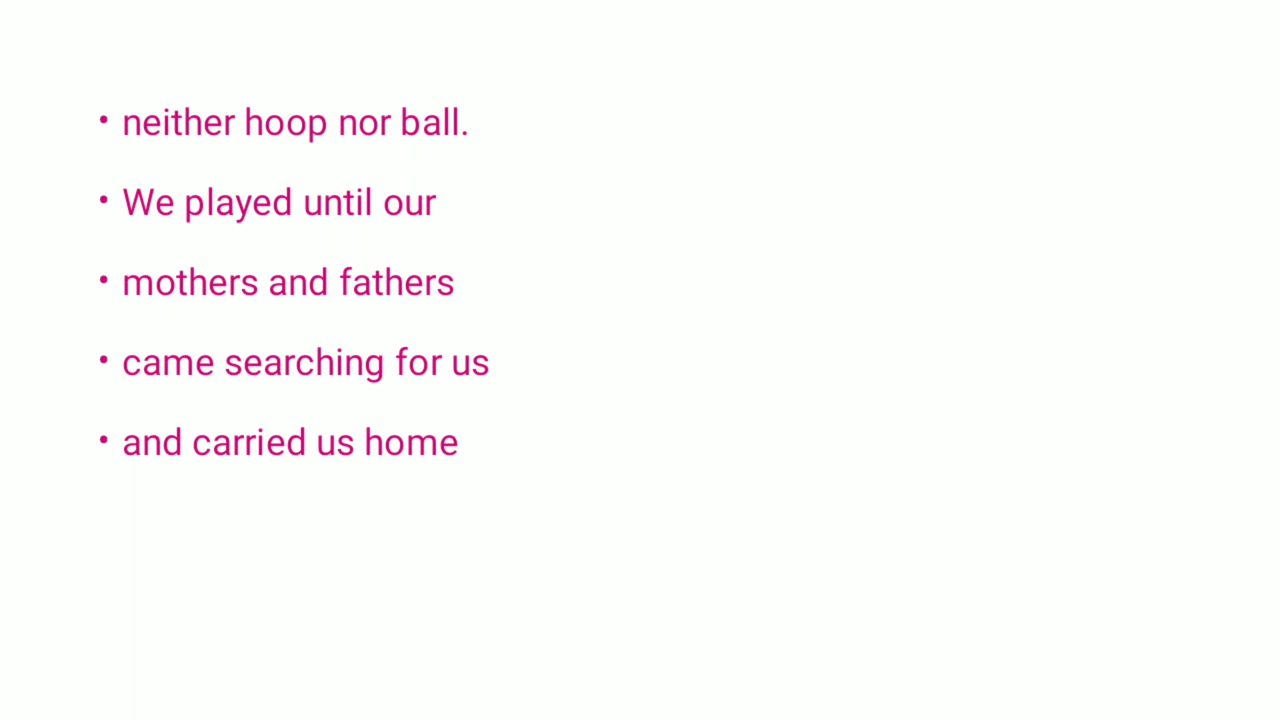 • neither hoop nor ball.
• We played until our
• mothers and fathers
• came searching for us
• and carried us home